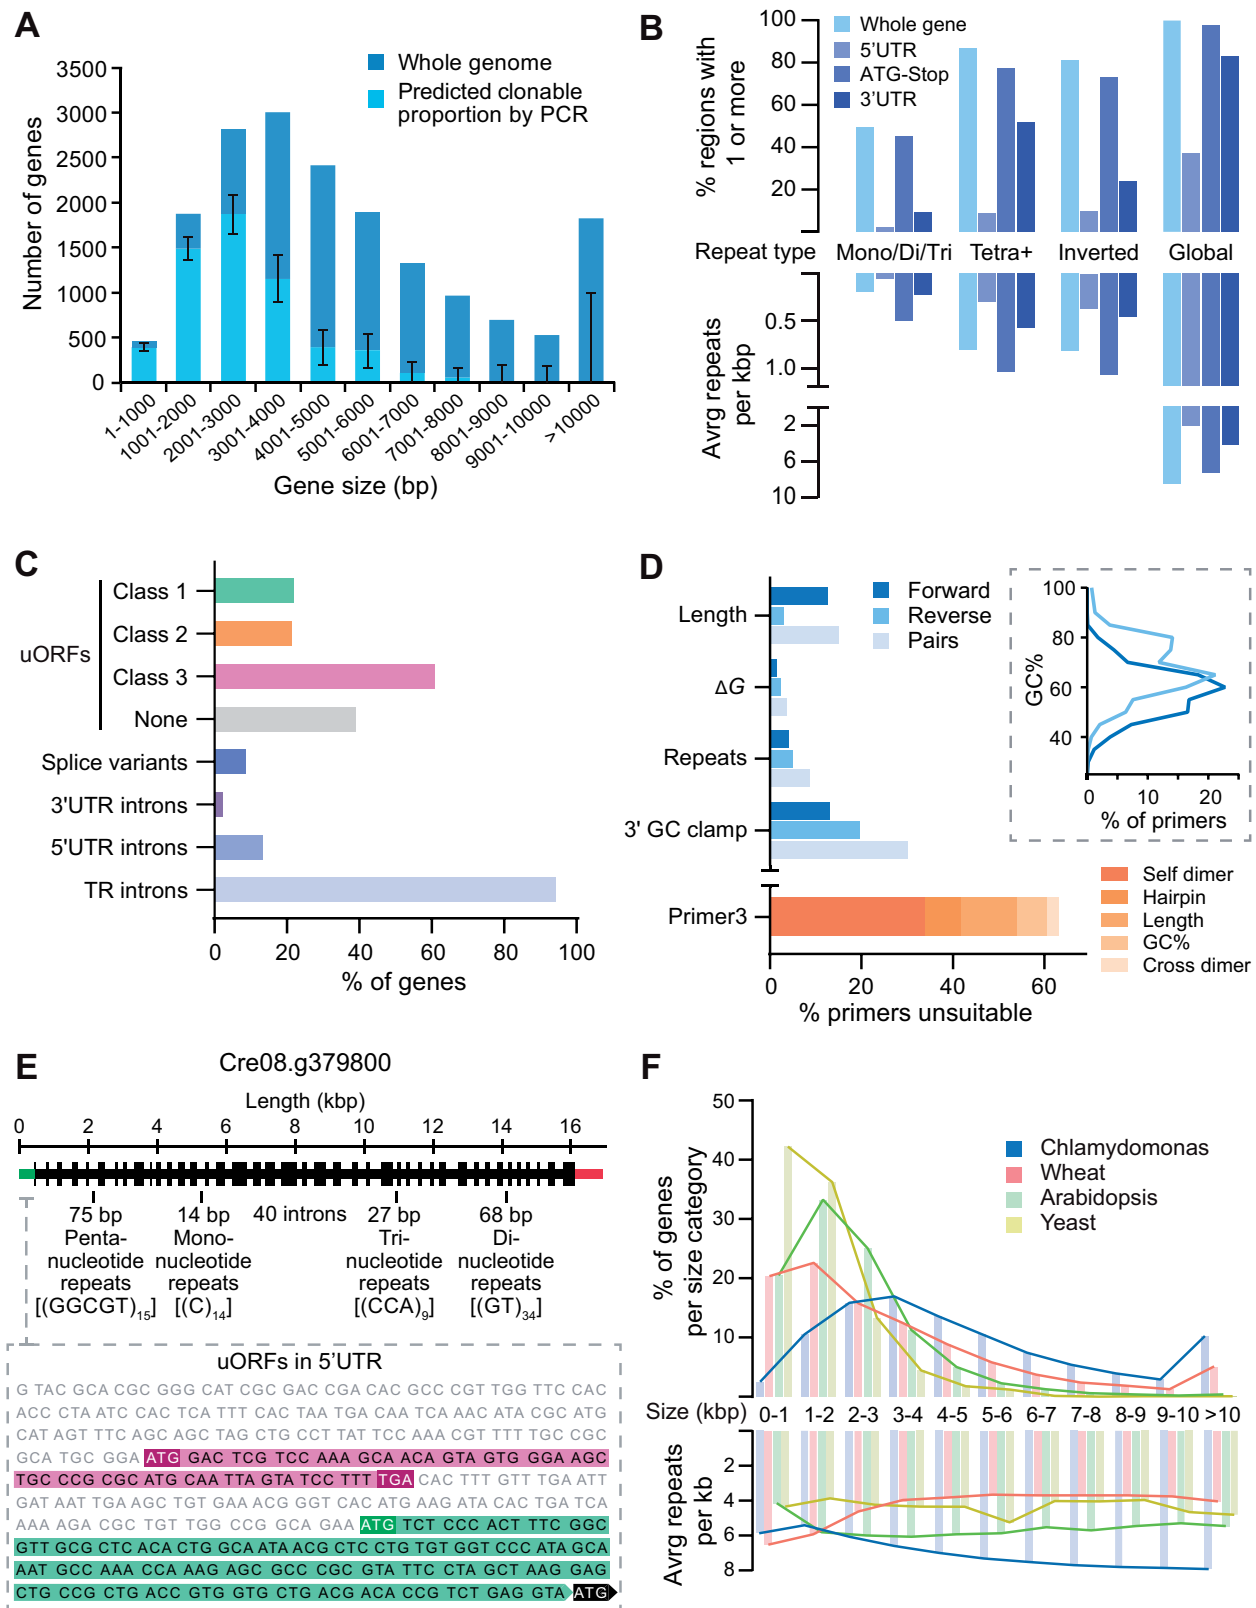 A
Whole genome
Predicted clonable
proportion by PCR
Number of genes
3500
3000
2500
2000
1500
1000
500
0
1-1000
1001-2000
2001-3000
3001-4000
4001-5000
5001-6000
6001-7000
7001-8000
8001-9000
9001-10000
>10000
Gene size (bp)
B
Whole gene
5'UTR
ATG-Stop
3'UTR
% regions with
1 or more
100
80
60
40
20
Repeat type
Mono/Di/Tri
Tetra+
Inverted
Global
Avrg repeats
per kbp
0.5
1.0
2
6
10
C
uORFs
Class 1
Class 2
Class 3
None
Splice variants
3'UTR introns
5'UTR introns
TR introns
0 20 40 60 80 100
% of genes
D
Forward
Reverse
Pairs
Length
ΔG
Repeats
3' GC clamp
Primer3
0 20 40 60
% primers unsuitable
GC%
100
80
60
40
0 10 20
% of primers
Self dimer
Hairpin
Length
GC%
Cross dimer
E
Cre08.g379800
Length (kbp)
0 2 4 6 8 10 12 14 16
75 bp
Penta-
nucleotide
repeats
[(GGCGT)15]
14 bp
Mono-
nucleotide
repeats
[(C)14]
40 introns
27 bp
Tri-
nucleotide
repeats
[(CCA)9]
68 bp
Di-
nucleotide
repeats
[(GT)34]
uORFs in 5'UTR
G TAC GCA CGC GGG CAT CGC GAC CGA CAC GCC CGT TGG TTC CAC
ACC CTA ATC CAC TCA TTT CAC TAA TGA CAA TCA ACA TAC GCA ATG
CAT AGT TTC AGC AGC TAG CTG CCT TAT TCC AAA CGT TTT TGC CGC
GCA TGC GGA ATG GAC TCG TCC AAA GCA ACA GTA GTG GGA AGC
TGC CCG CGC ATG CAA TTA GTA TCC TTT TGA CAC TTT GTT TGA ATT
GAT AAT TGA AGC TGT GAA ACG GGT CAC ATG AAG ATA CAC TGA TCA
AAA AGA CGC TGT TGG CCG GCA GAA ATG TCT CCC ACT TTC GGC
GTT GCG CTC ACA CTG GCA ATA ACG CTC CTG TGT GGT CCC ATA GCA
AAT GCC AAA CCA AAG AGC GCC CGC GTA TTC CTA GCT AAG GAG
CTG CCG CTG ACC GTG GTG CTG ACG ACA CCG TCT GAG GTA ATG
F
Chlamydomonas
Wheat
Arabidopsis
Yeast
% of genes
per size category
50
40
30
20
10
Size (kbp) 0-1 1-2 2-3 3-4 4-5 5-6 6-7 7-8 8-9 9-10 >10
Avrg repeats
per kb
2
4
6
8